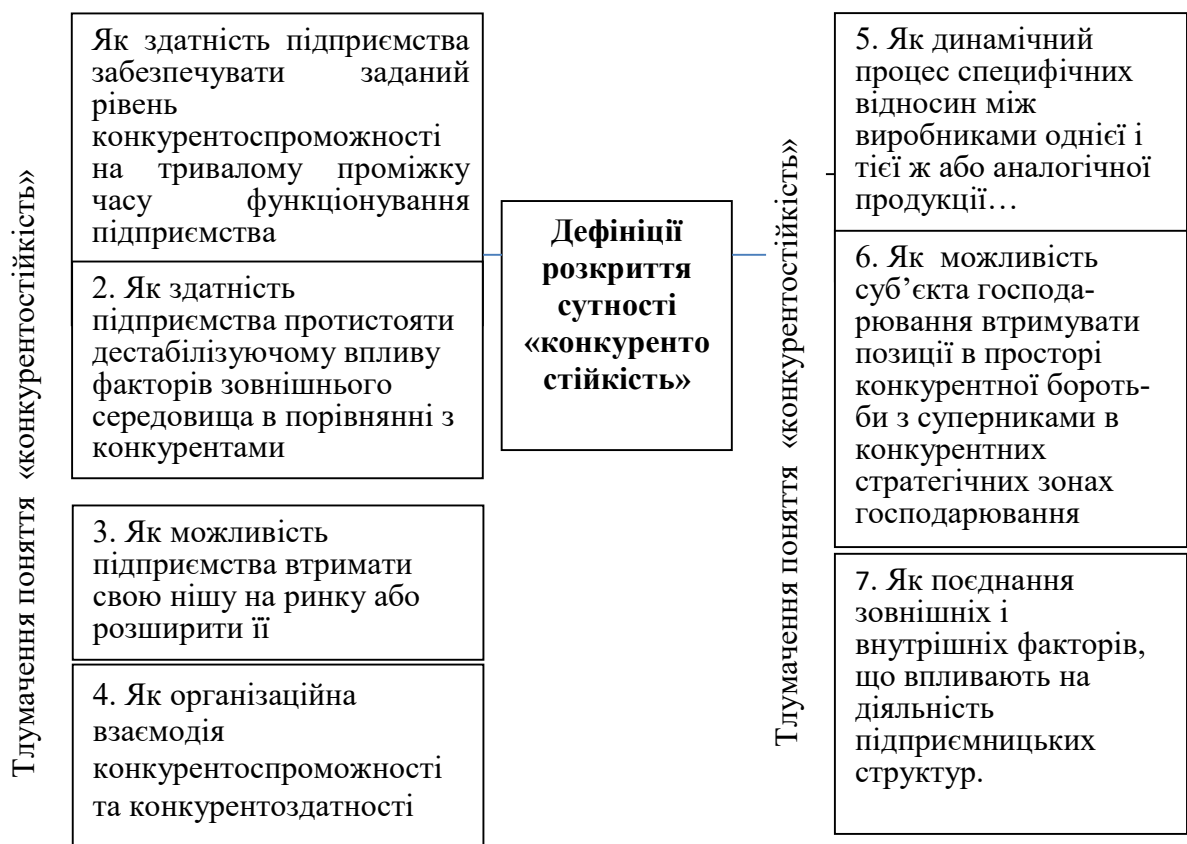 Тлумачення поняття «конкурентостійкість»
Як здатність підприємства
забезпечувати заданий
рівень
конкурентоспроможності
на тривалому проміжку
часу функціонування
підприємства
2. Як здатність
підприємства протистояти
дестабілізуючому впливу
факторів зовнішнього
середовища в порівнянні з
конкурентами
3. Як можливість
підприємства втримати
свою нішу на ринку або
розширити її
4. Як організаційна
взаємодія
конкурентоспроможності
та конкурентоздатності
Дефініції
розкриття
сутності
«конкуренто
стійкість»
Тлумачення поняття «конкурентостійкість»
5. Як динамічний
процес специфічних
відносин між
виробниками однієї і
тієї ж або аналогічної
продукції…
6. Як можливість
суб’єкта господа-
рювання втримувати
позиції в просторі
конкурентної бороть-
би з суперниками в
конкурентних
стратегічних зонах
господарювання
7. Як поєднання
зовнішніх і
внутрішніх факторів,
що впливають на
діяльність
підприємницьких
структур.